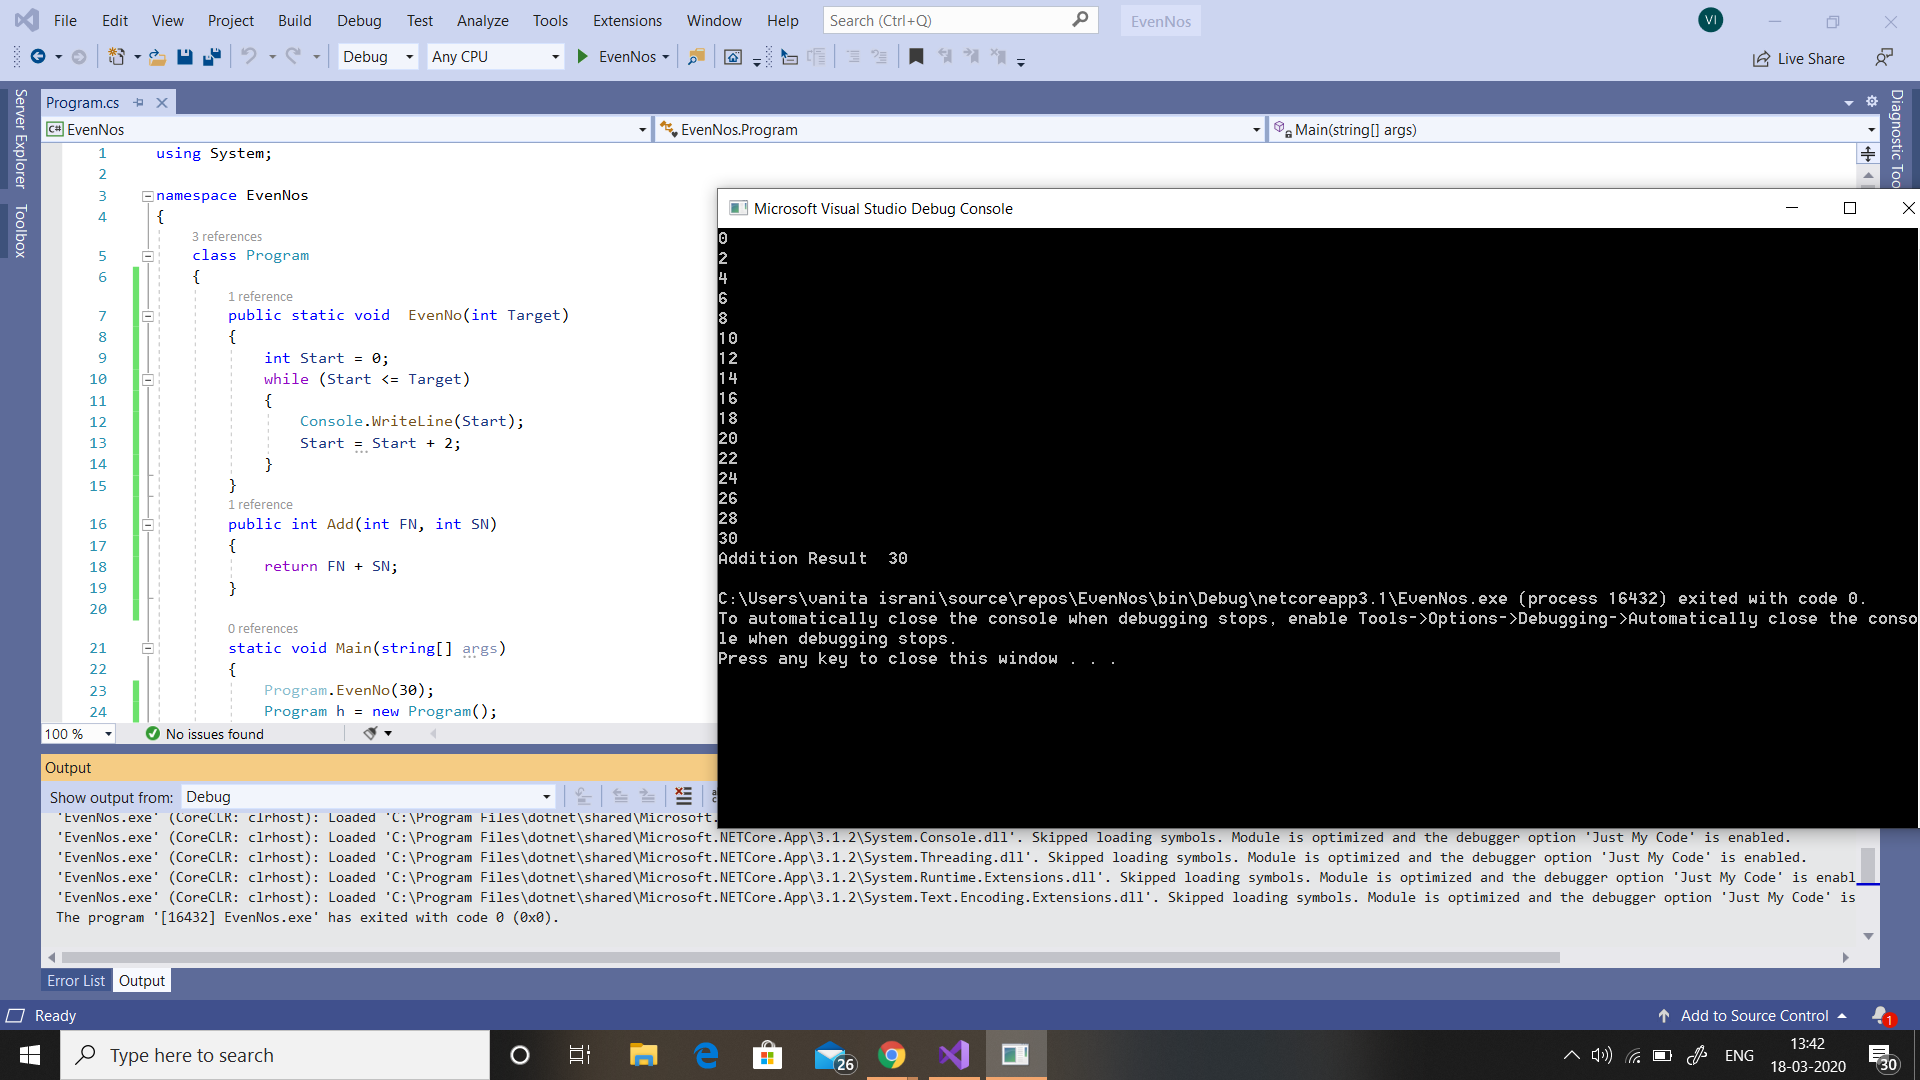 File Edit View Project Build Debug Test Analyze Tools Extensions Window Help Search (Ctrl+Q) EvenNos VI
Debug Any CPU EvenNos Live Share
Server Explorer
Toolbox
Diagnostic Too
Program.cs
C# EvenNos EvenNos.Program Main(string[] args)
1 using System;
2
3 namespace EvenNos
4 {
3 references
5 class Program
6 {
1 reference
7 public static void  EvenNo(int Target)
8 {
9 int Start = 0;
10 while (Start <= Target)
11 {
12 Console.WriteLine(Start);
13 Start = Start + 2;
14 }
15 }
1 reference
16 public int Add(int FN, int SN)
17 {
18 return FN + SN;
19 }
20
0 references
21 static void Main(string[] args)
22 {
23 Program.EvenNo(30);
24 Program h = new Program();
100 % No issues found
Microsoft Visual Studio Debug Console
0
2
4
6
8
10
12
14
16
18
20
22
24
26
28
30
Addition Result  30
C:\Users\vanita israni\source\repos\EvenNos\bin\Debug\netcoreapp3.1\EvenNos.exe (process 16432) exited with code 0.
To automatically close the console when debugging stops, enable Tools->Options->Debugging->Automatically close the conso
le when debugging stops.
Press any key to close this window . . .
Output
Show output from: Debug
'EvenNos.exe' (CoreCLR: clrhost): Loaded 'C:\Program Files\dotnet\shared\Microsoft.
'EvenNos.exe' (CoreCLR: clrhost): Loaded 'C:\Program Files\dotnet\shared\Microsoft.NETCore.App\3.1.2\System.Console.dll'. Skipped loading symbols. Module is optimized and the debugger option 'Just My Code' is enabled.
'EvenNos.exe' (CoreCLR: clrhost): Loaded 'C:\Program Files\dotnet\shared\Microsoft.NETCore.App\3.1.2\System.Threading.dll'. Skipped loading symbols. Module is optimized and the debugger option 'Just My Code' is enabled.
'EvenNos.exe' (CoreCLR: clrhost): Loaded 'C:\Program Files\dotnet\shared\Microsoft.NETCore.App\3.1.2\System.Runtime.Extensions.dll'. Skipped loading symbols. Module is optimized and the debugger option 'Just My Code' is enabl
'EvenNos.exe' (CoreCLR: clrhost): Loaded 'C:\Program Files\dotnet\shared\Microsoft.NETCore.App\3.1.2\System.Text.Encoding.Extensions.dll'. Skipped loading symbols. Module is optimized and the debugger option 'Just My Code' is
The program '[16432] EvenNos.exe' has exited with code 0 (0x0).
Error List Output
Ready Add to Source Control 1
Type here to search 26 ENG 13:42
18-03-2020 30